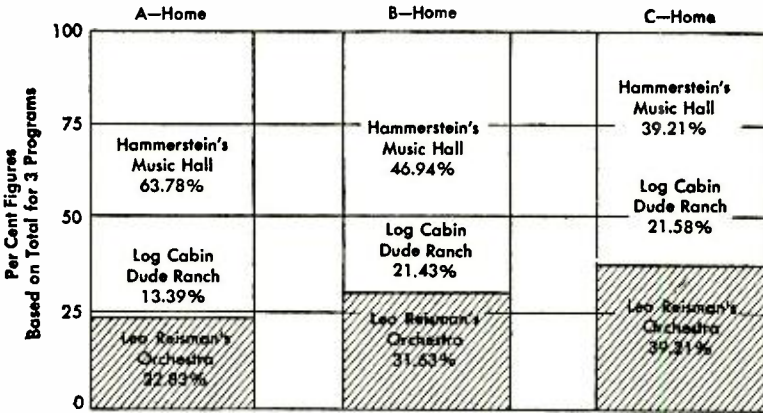 A—Home
B—Home
C—Home
Per Cent Figures
Based on Total for 3 Programs
100
75
50
25
0
Hammerstein's
Music Hall
63.78%
Log Cabin
Dude Ranch
13.39%
Leo Reisman's
Orchestra
22.83%
Hammerstein's
Music Hall
46.94%
Log Cabin
Dude Ranch
21.43%
Leo Reisman's
Orchestra
31.63%
Hammerstein's
Music Hall
39.21%
Log Cabin
Dude Ranch
21.58%
Leo Reisman's
Orchestra
39.21%